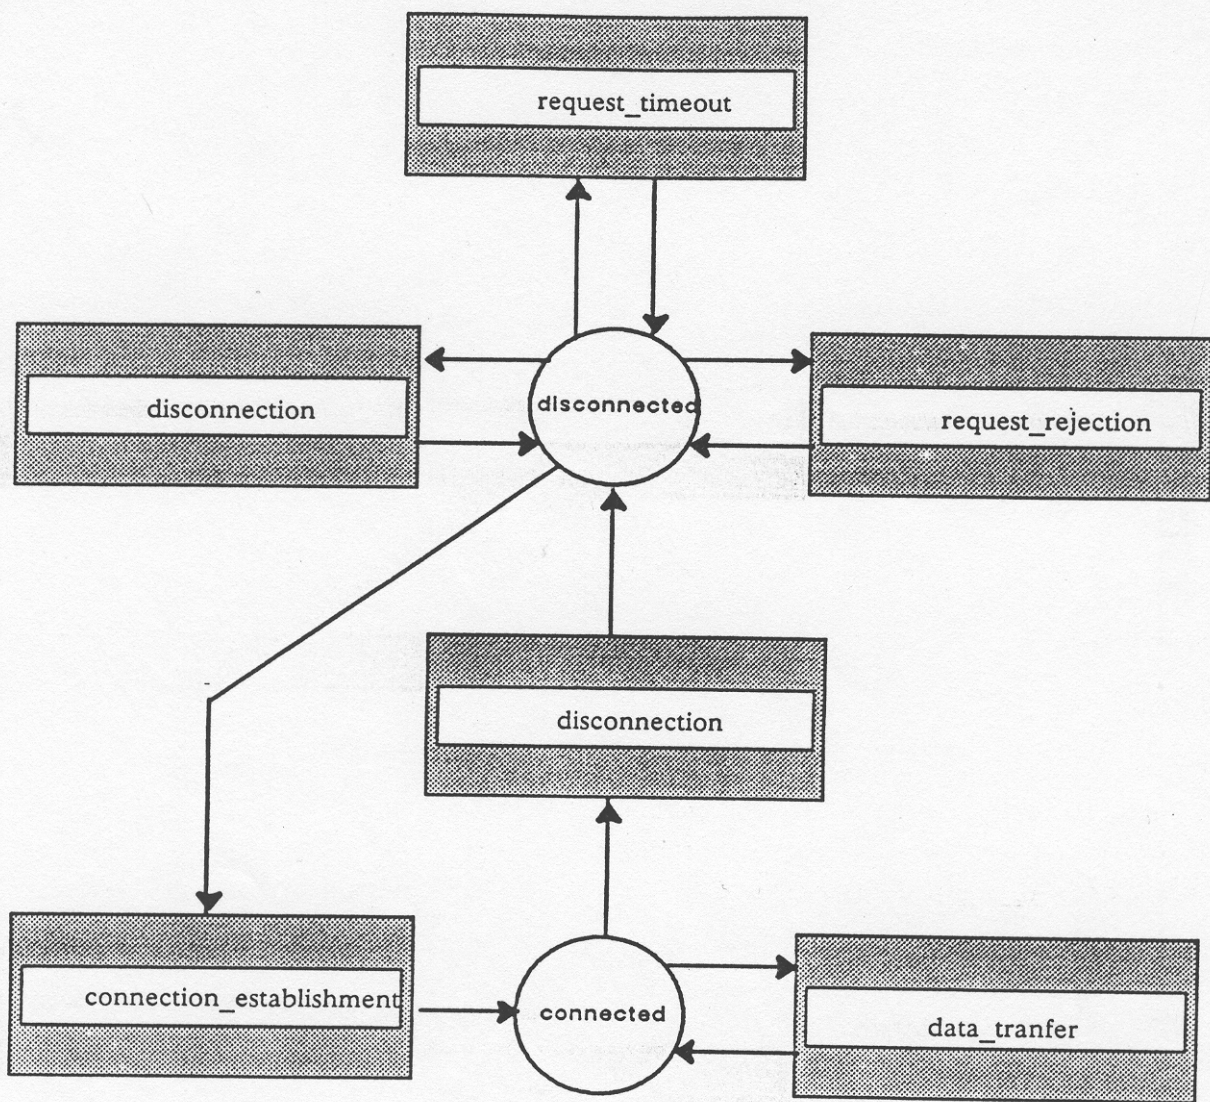 request_timeout
disconnection
disconnected
request_rejection
disconnection
connection_establishment
connected
data_tranfer